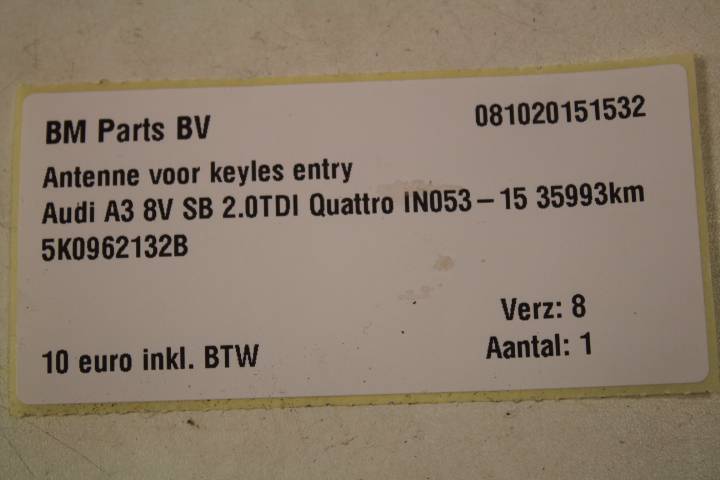 BM Parts BV 081020151532
Antenne voor keyles entry
Audi A3 8V SB 2.0TDI Quattro IN053-15 35993km
5K0962132B
Verz: 8
10 euro inkl. BTW Aantal: 1